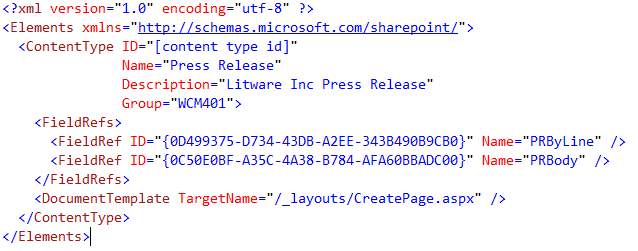 <?xml version="1.0" encoding="utf-8" ?>
<Elements xmlns="http://schemas.microsoft.com/sharepoint/">
  <ContentType ID="[content type id]"
               Name="Press Release"
               Description="Litware Inc Press Release"
               Group="WCM401">
    <FieldRefs>
      <FieldRef ID="{0D499375-D734-43DB-A2EE-343B490B9CB0}" Name="PRByLine" />
      <FieldRef ID="{0C50E0BF-A35C-4A38-B784-AFA60BBADC00}" Name="PRBody" />
    </FieldRefs>
    <DocumentTemplate TargetName="/_layouts/CreatePage.aspx" />
  </ContentType>
</Elements>